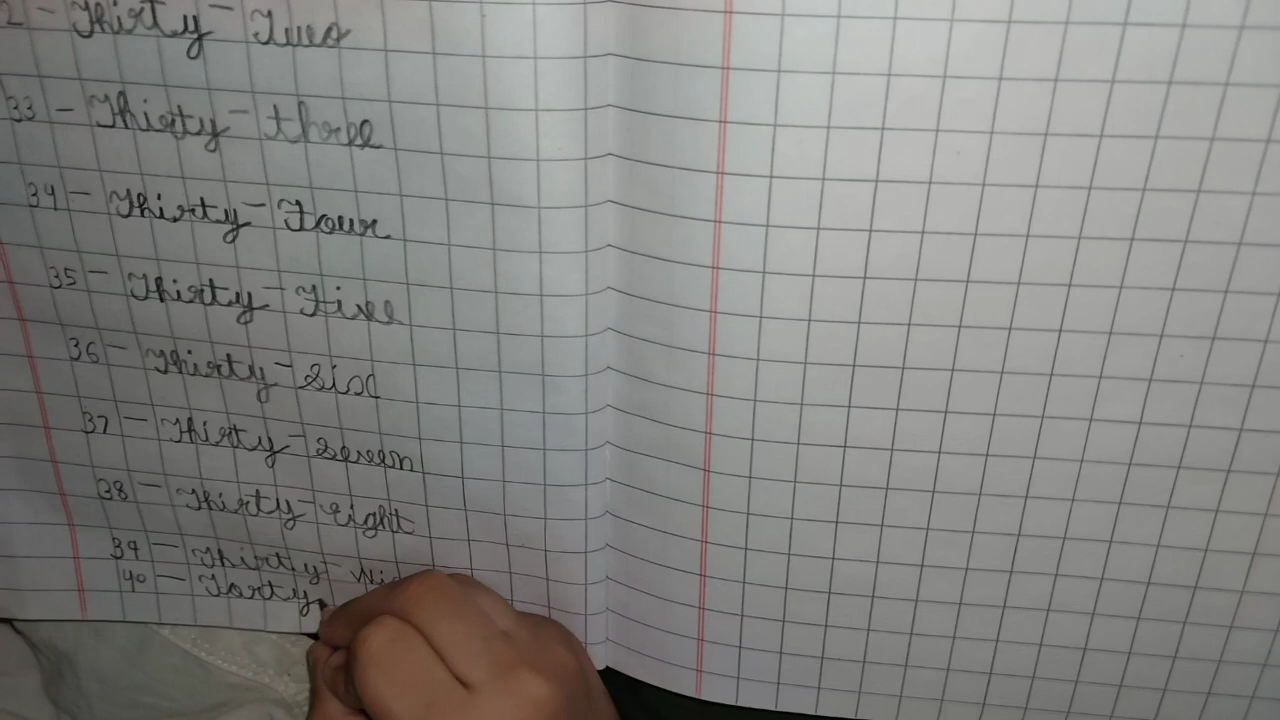 2 - Thirty - Two
33 - Thirty - three
34 - Thirty - Four
35 - Thirty - Five
36 - Thirty - Six
37 - Thirty - Seven
38 - Thirty - eight
39 - Thirty -
40 - Forty